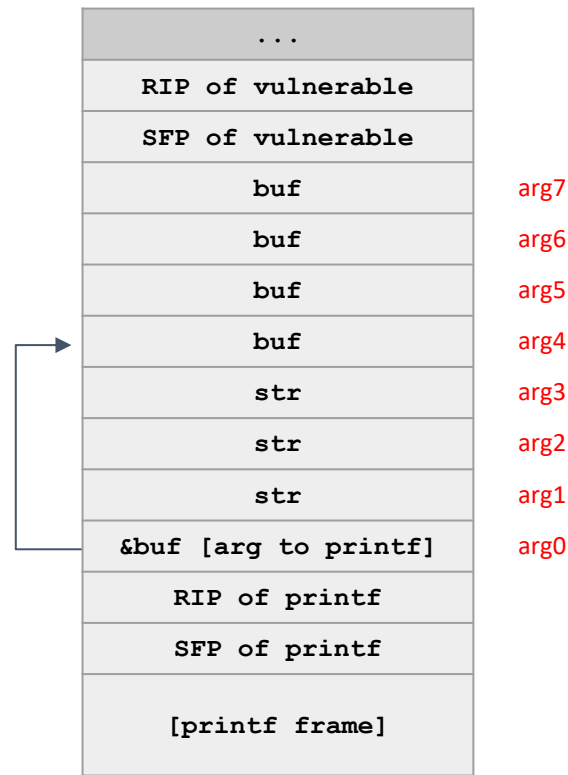 ...
RIP of vulnerable
SFP of vulnerable
buf arg7
buf arg6
buf arg5
buf arg4
str arg3
str arg2
str arg1
&buf [arg to printf] arg0
RIP of printf
SFP of printf
[printf frame]